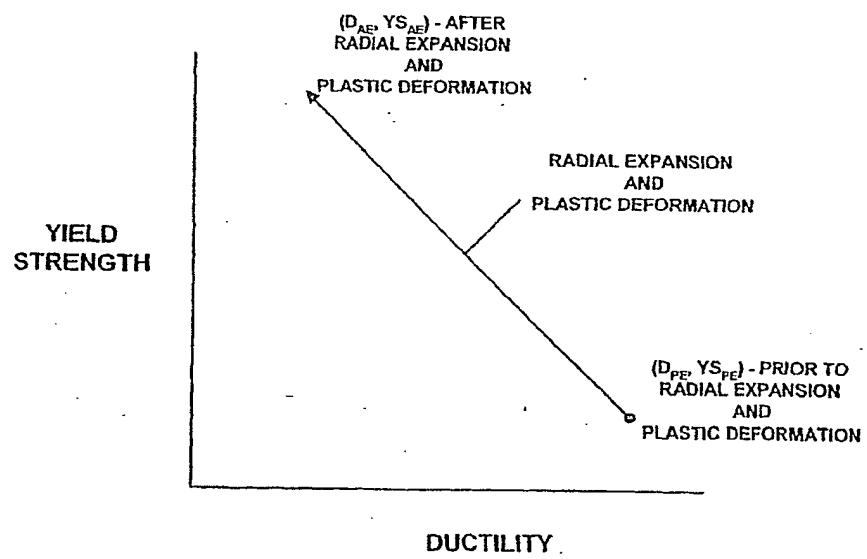 (D_AE, YS_AE) - AFTER
RADIAL EXPANSION
AND
PLASTIC DEFORMATION
RADIAL EXPANSION
AND
PLASTIC DEFORMATION
YIELD
STRENGTH
(D_PE, YS_PE) - PRIOR TO
RADIAL EXPANSION
AND
PLASTIC DEFORMATION
DUCTILITY